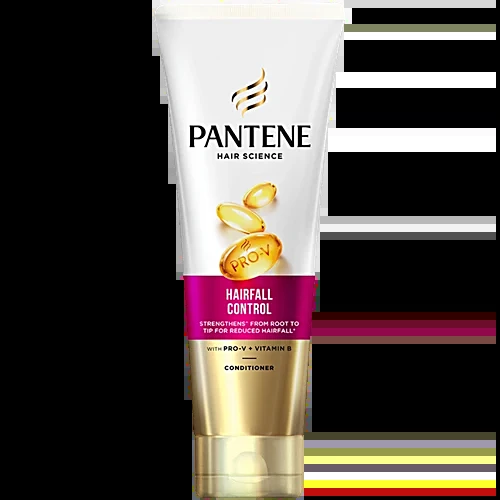 PANTENE
HAIR SCIENCE
PRO-V
HAIRFALL
CONTROL
STRENGTHENS* FROM ROOT TO
TIP FOR REDUCED HAIRFALL*
WITH PRO-V + VITAMIN B
CONDITIONER